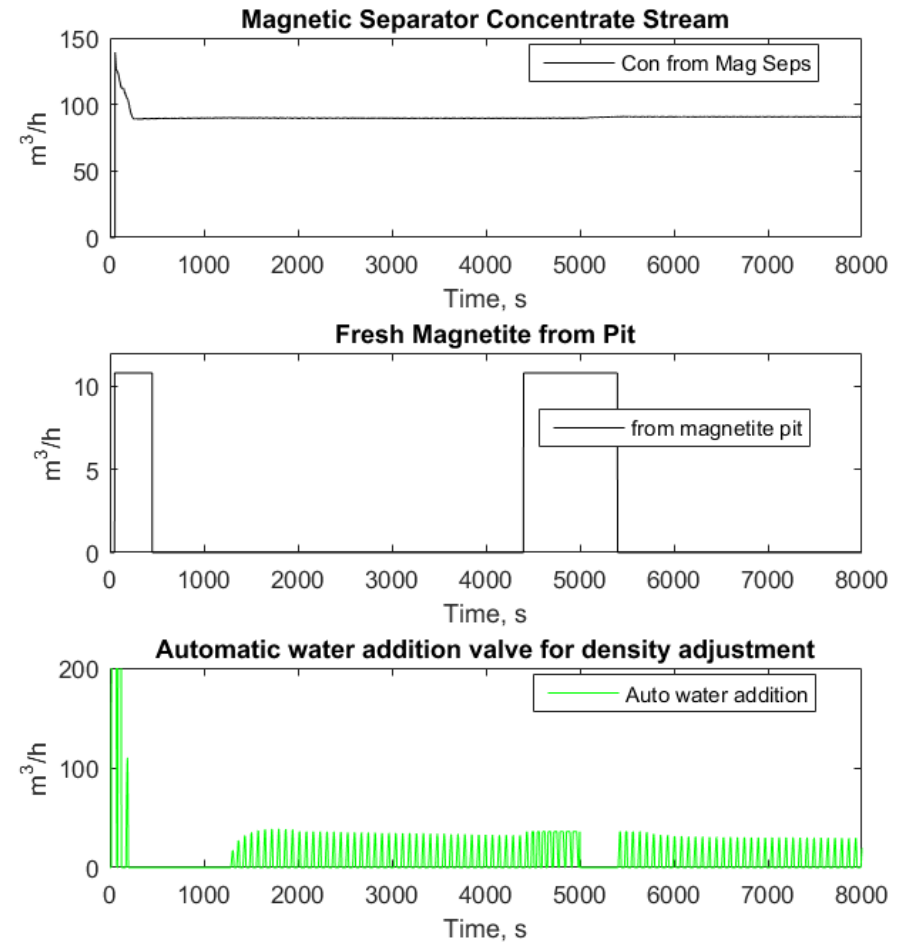 Magnetic Separator Concentrate Stream
150
100
50
0
m³/h
Con from Mag Seps
0 1000 2000 3000 4000 5000 6000 7000 8000
Time, s
Fresh Magnetite from Pit
10
5
0
m³/h
from magnetite pit
0 1000 2000 3000 4000 5000 6000 7000 8000
Time, s
Automatic water addition valve for density adjustment
200
100
0
m³/h
Auto water addition
0 1000 2000 3000 4000 5000 6000 7000 8000
Time, s